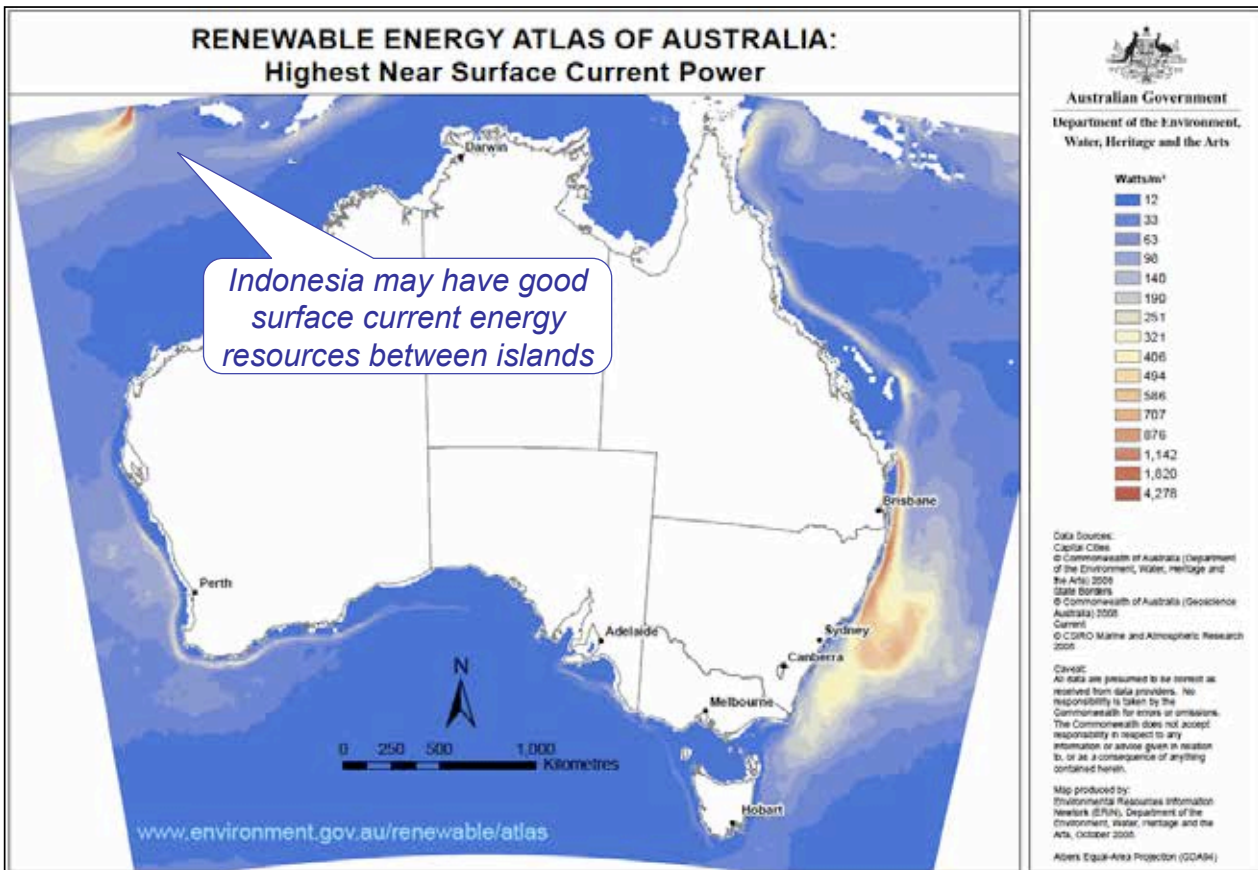 RENEWABLE ENERGY ATLAS OF AUSTRALIA:
Highest Near Surface Current Power
Darwin
Indonesia may have good
surface current energy
resources between islands
Brisbane
Perth
Adelaide
Sydney
Canberra
N
Melbourne
0 250 500 1,000
Kilometres
Hobart
www.environment.gov.au/renewable/atlas
Australian Government
Department of the Environment,
Water, Heritage and the Arts
Watts/m²
12
33
63
98
140
190
251
321
406
494
586
707
876
1,142
1,820
4,278
Data Sources:
Capital Cities
© Commonwealth of Australia (Department
of the Environment, Water, Heritage and
the Arts) 2008
State Borders
© Commonwealth of Australia (Geoscience
Australia) 2008
Current
© CSIRO Marine and Atmospheric Research
2008
Caveat:
All data are presumed to be correct as
received from data providers. No
responsibility is taken by the
Commonwealth for errors or omissions.
The Commonwealth does not accept
responsibility in respect to any
information or advice given in relation
to, or as a consequence of anything
contained herein.
Map produced by:
Environmental Resources Information
Network (ERIN), Department of the
Environment, Water, Heritage and the
Arts, October 2008
Albers Equal-Area Projection (GDA94)